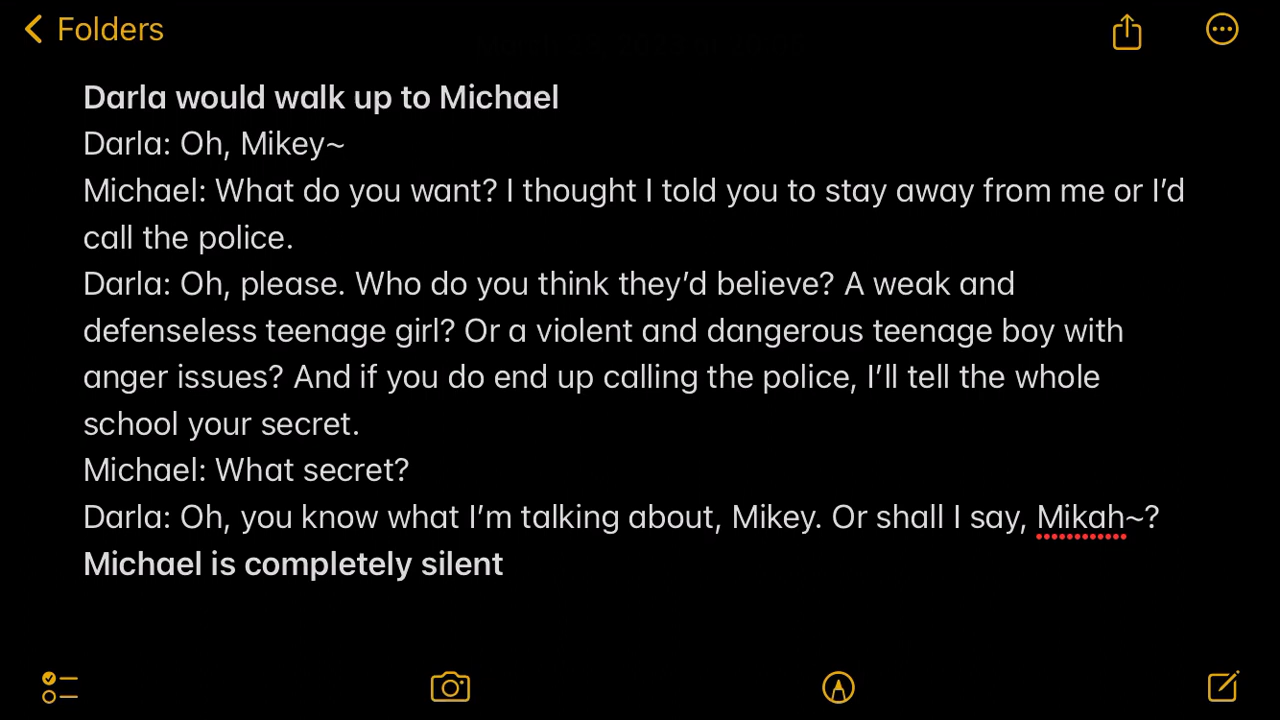 Folders
Darla would walk up to Michael
Darla: Oh, Mikey~
Michael: What do you want? I thought I told you to stay away from me or I’d
call the police.
Darla: Oh, please. Who do you think they’d believe? A weak and
defenseless teenage girl? Or a violent and dangerous teenage boy with
anger issues? And if you do end up calling the police, I’ll tell the whole
school your secret.
Michael: What secret?
Darla: Oh, you know what I’m talking about, Mikey. Or shall I say, Mikah~?
Michael is completely silent